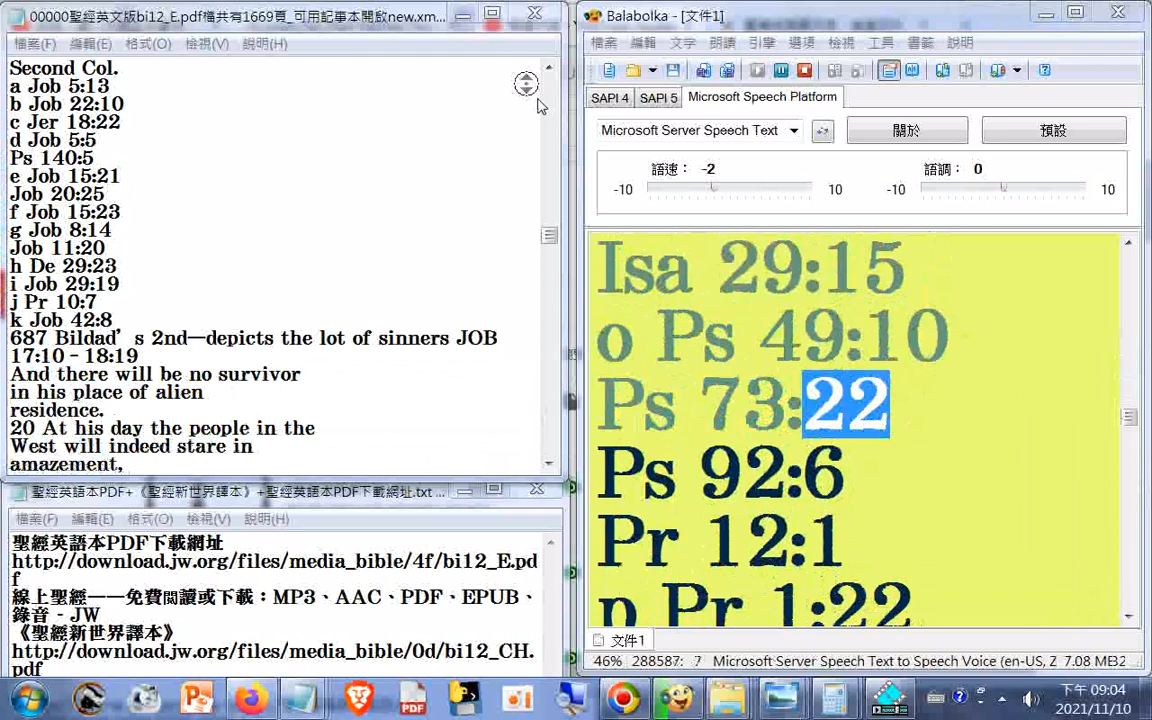 00000聖經英文版bi12_E.pdf檔共有1669頁_可用記事本開啟new.xm...
檔案(F) 編輯(E) 格式(O) 檢視(V) 說明(H)
Second Col.
a Job 5:13
b Job 22:10
c Jer 18:22
d Job 5:5
Ps 140:5
e Job 15:21
Job 20:25
f Job 15:23
g Job 8:14
Job 11:20
h De 29:23
i Job 29:19
j Pr 10:7
k Job 42:8
687 Bildad’s 2nd—depicts the lot of sinners JOB
17:10–18:19
And there will be no survivor
in his place of alien
residence.
20 At his day the people in the
West will indeed stare in
amazement,
聖經英語本PDF+《聖經新世界譯本》+聖經英語本PDF下載網址.txt ...
檔案(F) 編輯(E) 格式(O) 檢視(V) 說明(H)
聖經英語本PDF下載網址
http://download.jw.org/files/media_bible/4f/bi12_E.pd
f
線上聖經——免費閱讀或下載：MP3、AAC、PDF、EPUB、
錄音 - JW
《聖經新世界譯本》
http://download.jw.org/files/media_bible/0d/bi12_CH.
pdf
Balabolka - [文件1]
檔案 編輯 文字 朗讀 引擎 選項 檢視 工具 書籤 說明
SAPI 4 SAPI 5 Microsoft Speech Platform
Microsoft Server Speech Text 關於 預設
語速： -2 語調： 0
-10 10 -10 10
Isa 29:15
o Ps 49:10
Ps 73:22
Ps 92:6
Pr 12:1
p Pr 1:22
文件1
46% 288587: 7 Microsoft Server Speech Text to Speech Voice (en-US, Z 7.08 MB2
PDF
下午 09:04
2021/11/10